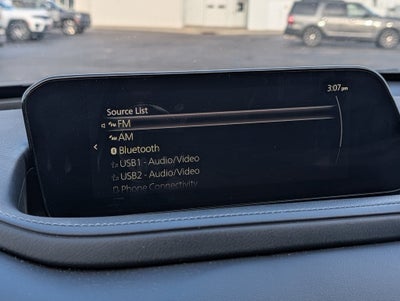 3:07pm
Source List
FM
AM
Bluetooth
USB1 - Audio/Video
USB2 - Audio/Video
Phone Connectivity